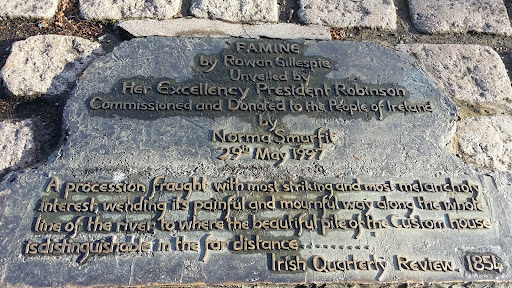 FAMINE
by Rowan Gillespie
Unveiled by
Her Excellency President Robinson
Commissioned and Donated to the People of Ireland
by
Norma Smurfit
29th May 1997
A procession fraught with most striking and most melancholy
interest, wending its painful and mournful way along the whole
line of the river, to where the beautiful pile of the Custom house
is distinguishable in the far distance...........
Irish Quarterly Review, 1854